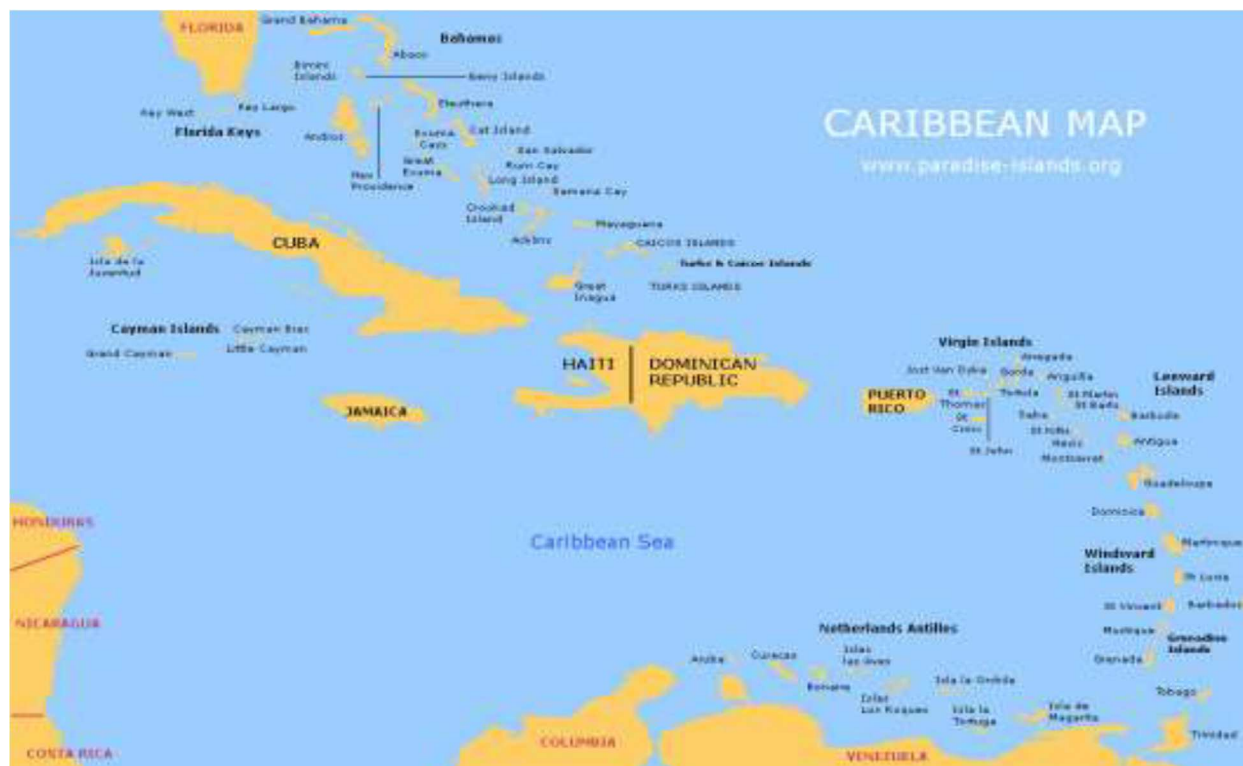 FLORIDA
Grand Bahama
Bahamas
Abaco
Bimini
Islands
Berry Islands
Eleuthera
Key West
Key Largo
Florida Keys
Andros
Exuma
Cays
Cat Island
CARIBBEAN MAP
www.paradise-islands.org
San Salvador
Great
Exuma
Rum Cay
New
Providence
Long Island
Samana Cay
Crooked
Island
Mayaguana
Acklins
CUBA
CAICOS ISLANDS
Isla de la
Juventud
Turks & Caicos Islands
Great
Inagua
TURKS ISLANDS
Cayman Islands
Cayman Brac
Grand Cayman
Little Cayman
HAITI
DOMINICAN
REPUBLIC
JAMAICA
Virgin Islands
Anegada
Jost Van Dyke
Gorda
Anguilla
Leeward
Islands
PUERTO
RICO
St
Thomas
Tortola
St Martin
St Barts
St
Croix
Saba
Barbuda
St Kitts
Nevis
Antigua
St John
Montserrat
Guadeloupe
Dominica
HONDURAS
Caribbean Sea
Martinique
Windward
Islands
St Lucia
St Vincent
Barbados
NICARAGUA
Netherlands Antilles
Mustique
Grenadine
Islands
Aruba
Curacao
Islas
las Aves
Grenada
Bonaire
Isla la Orchila
Islas
Los Roques
Tobago
Isla la
Tortuga
Isla de
Magarita
Trinidad
COLUMBIA
VENEZUELA
COSTA RICA